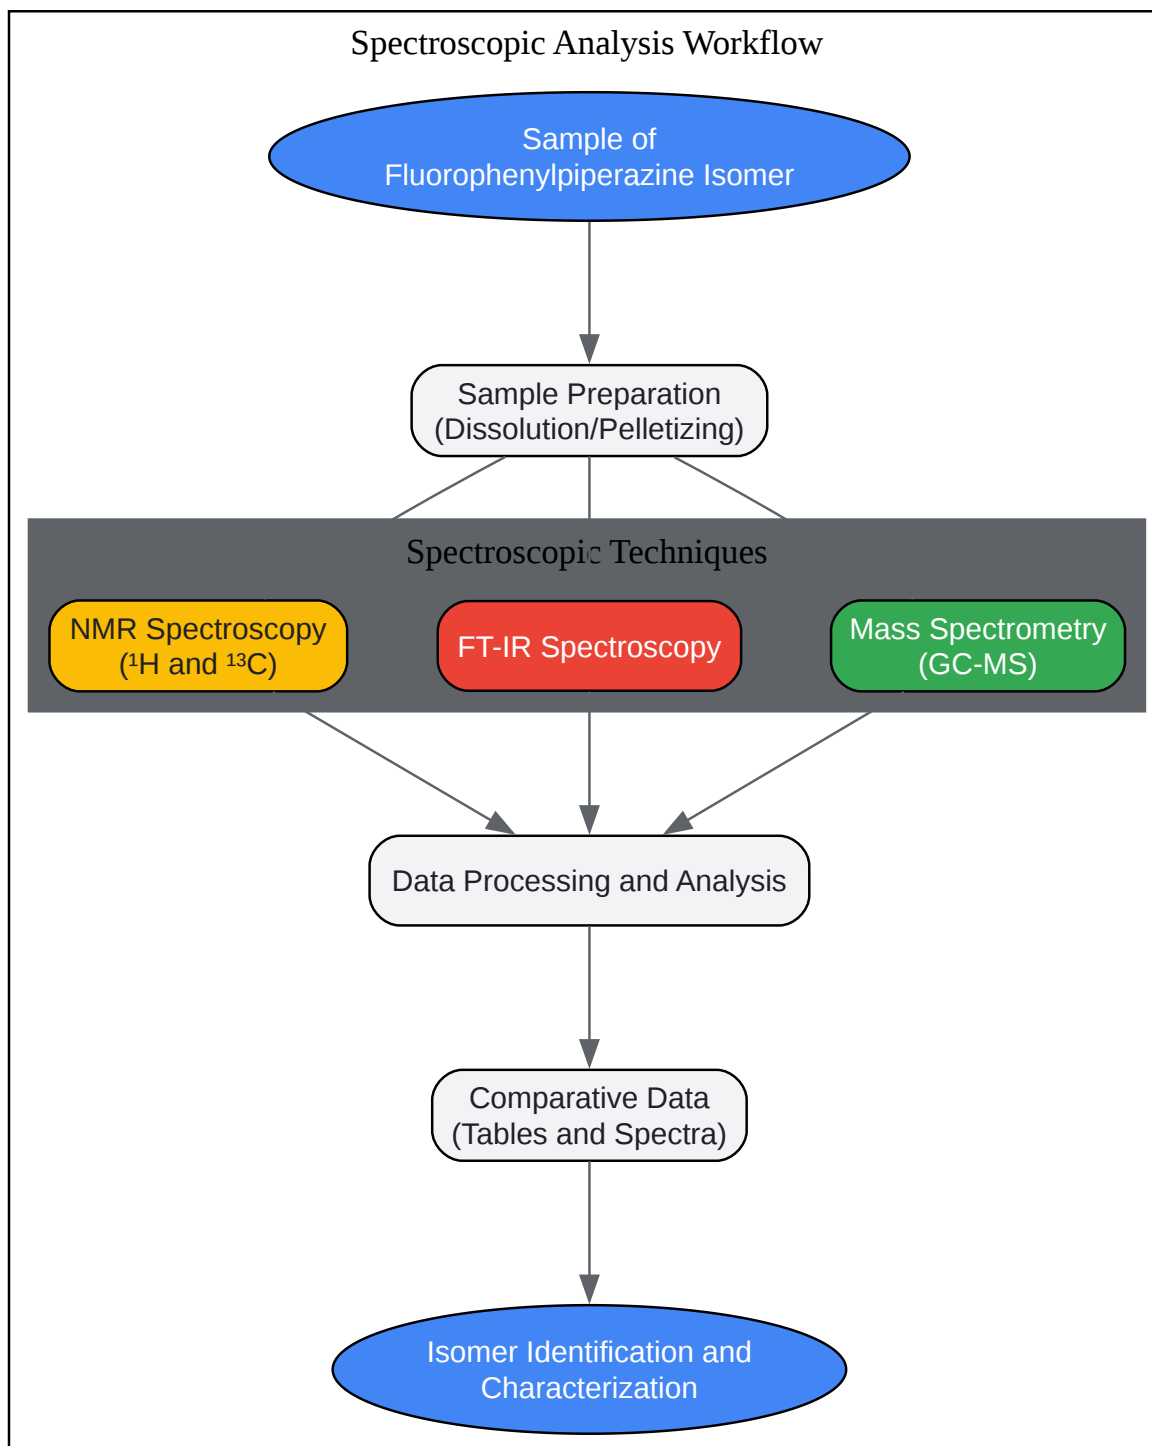 Spectroscopic Analysis Workflow
Sample of
Fluorophenylpiperazine Isomer
Sample Preparation
(Dissolution/Pelletizing)
Spectroscopic Techniques
NMR Spectroscopy
(¹H and ¹³C)
FT-IR Spectroscopy
Mass Spectrometry
(GC-MS)
Data Processing and Analysis
Comparative Data
(Tables and Spectra)
Isomer Identification and
Characterization